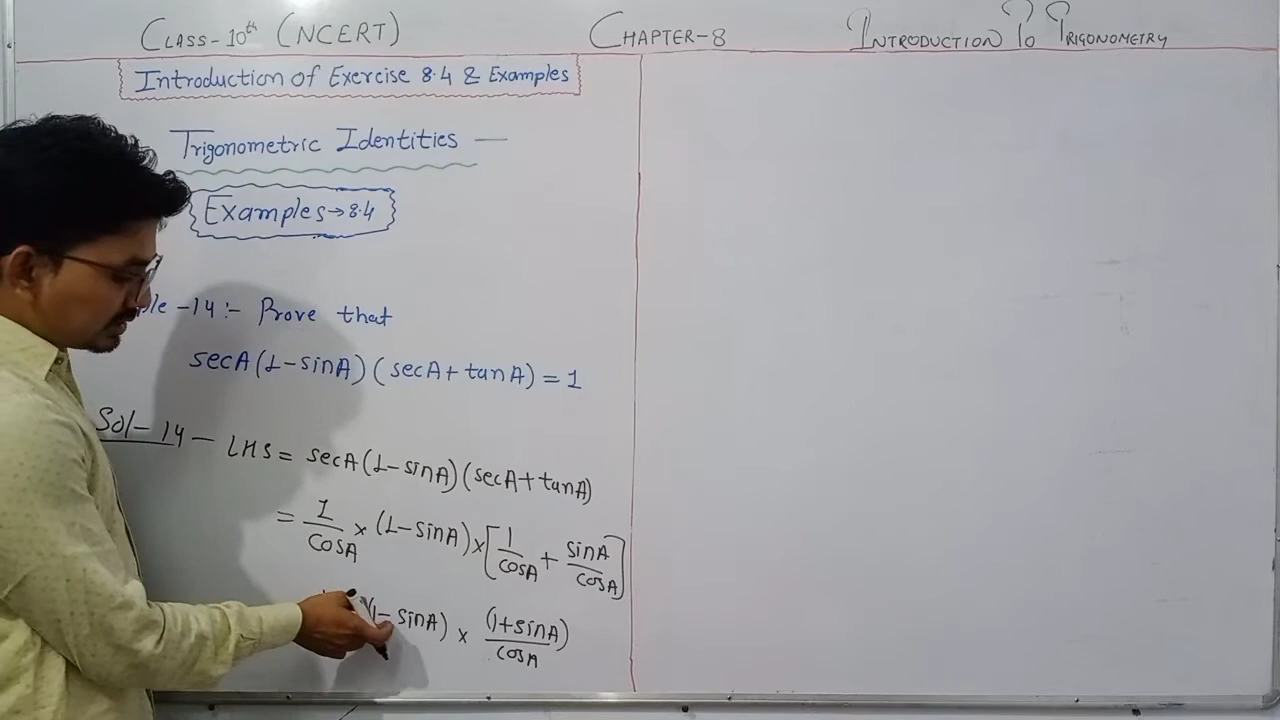 CLASS-10th (NCERT) CHAPTER-8 INTRODUCTION TO TRIGONOMETRY
Introduction of Exercise 8.4 & Examples
Trigonometric Identities —
Examples→8.4
ple -14:- Prove that
secA(1-sinA)(secA+tanA)=1
Sol-14 - LHS = secA(1-sinA)(secA+tanA)
= 1/cosA × (1-sinA) × [1/cosA + sinA/cosA]
(1-sinA) × (1+sinA)/cosA